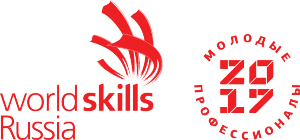 worldskills
Russia
МОЛОДЫЕ
2017
ПРОФЕССИОНАЛЫ